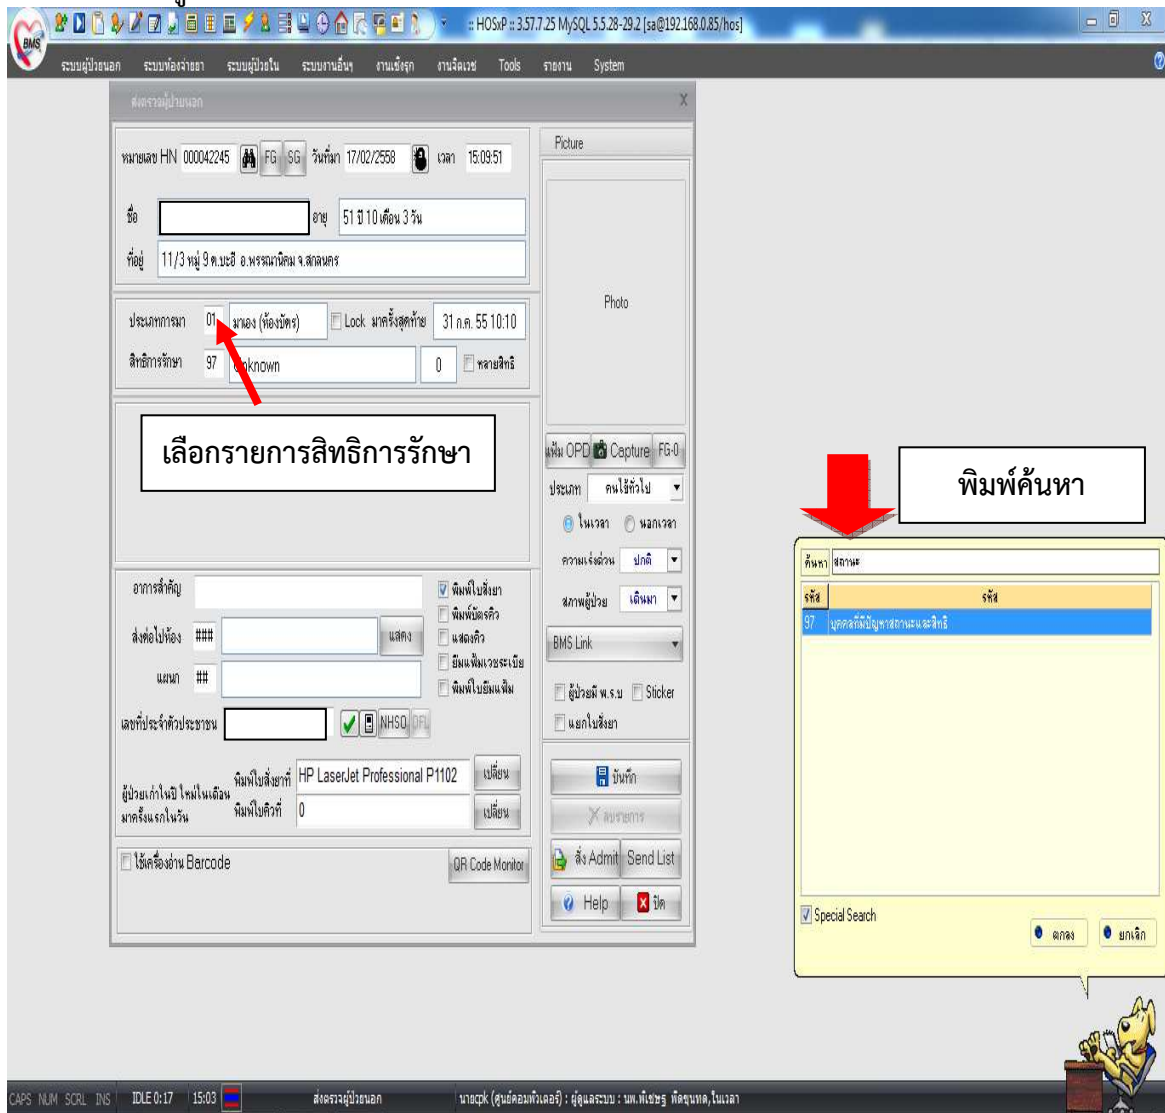 :: HOSxP :: 3.57.7.25 MySQL 5.5.28-29.2 [sa@192.168.0.85/hos]
BMS
ระบบผู้ป่วยนอก ระบบห้องจ่ายยา ระบบผู้ป่วยใน ระบบงานอื่นๆ งานเชิงรุก งานจิตเวช Tools รายงาน System
ส่งตรวจผู้ป่วยนอก X
หมายเลข HN 000042245 FG SG วันที่มา 17/02/2558 เวลา 15:09:51
Picture
ชื่อ อายุ 51 ปี 10 เดือน 3 วัน
ที่อยู่ 11/3 หมู่ 9 ต.บะฮี อ.พรรณานิคม จ.สกลนคร
Photo
ประเภทการมา 01 มาเอง (ห้องบัตร) Lock มาครั้งสุดท้าย 31 ก.ค. 55 10:10
สิทธิการรักษา 97 Unknown 0 หลายสิทธิ
เลือกรายการสิทธิการรักษา
แฟ้ม OPD Capture FG-0
ประเภท คนไข้ทั่วไป
ในเวลา นอกเวลา
ความเร่งด่วน ปกติ
สภาพผู้ป่วย เดินมา
BMS Link
ผู้ป่วยมี พ.ร.บ Sticker
แยกใบสั่งยา
พิมพ์ค้นหา
ค้นหา สถานะ
รหัส รหัส
97 บุคคลที่มีปัญหาสถานะและสิทธิ
Special Search
ตกลง ยกเลิก
อาการสำคัญ
พิมพ์ใบสั่งยา
พิมพ์บัตรคิว
ส่งต่อไปห้อง ### แสดง แสดงคิว
ยืมแฟ้มเวชระเบีย
แผนก ## พิมพ์ใบยืมแฟ้ม
เลขที่ประจำตัวประชาชน NHSO DFL
พิมพ์ใบสั่งยาที่ HP LaserJet Professional P1102 เปลี่ยน
ผู้ป่วยเก่าในปี ใหม่ในเดือน
มาครั้งแรกในวัน พิมพ์ใบคิวที่ 0 เปลี่ยน
บันทึก
ลบรายการ
ใช้เครื่องอ่าน Barcode QR Code Monitor
สั่ง Admit Send List
Help ปิด
CAPS NUM SCRL INS IDLE 0:17 15:03 ส่งตรวจผู้ป่วยนอก